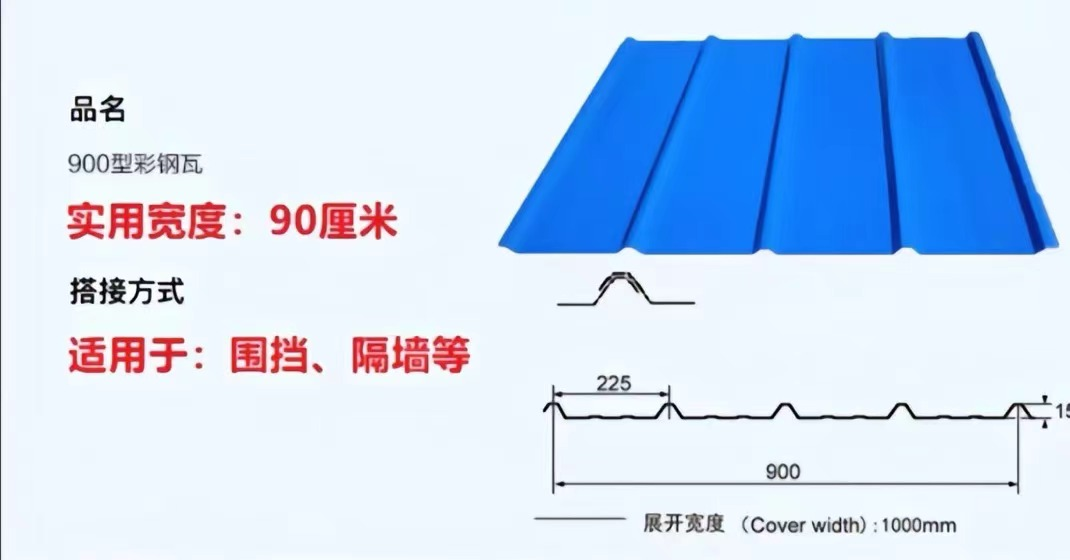 品名
900型彩钢瓦
实用宽度：90厘米
搭接方式
适用于：围挡、隔墙等
225
15
900
展开宽度 （Cover width）: 1000mm